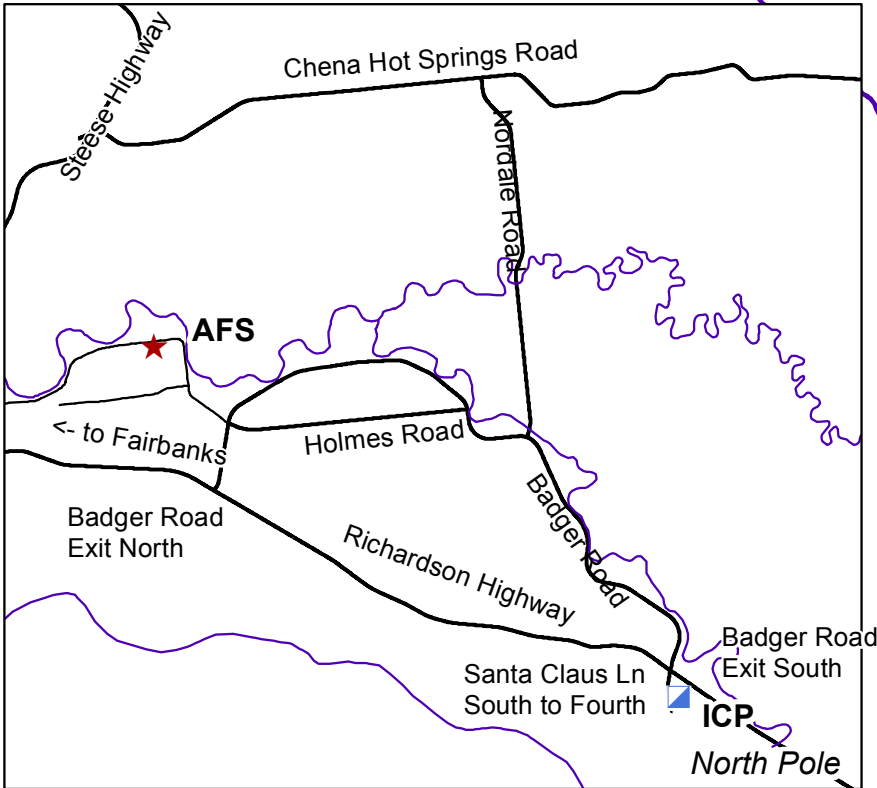 Chena Hot Springs Road
Steese Highway
Nordale Road
AFS
<- to Fairbanks
Holmes Road
Badger Road
Exit North
Richardson Highway
Badger Road
Badger Road
Exit South
Santa Claus Ln
South to Fourth
ICP
North Pole